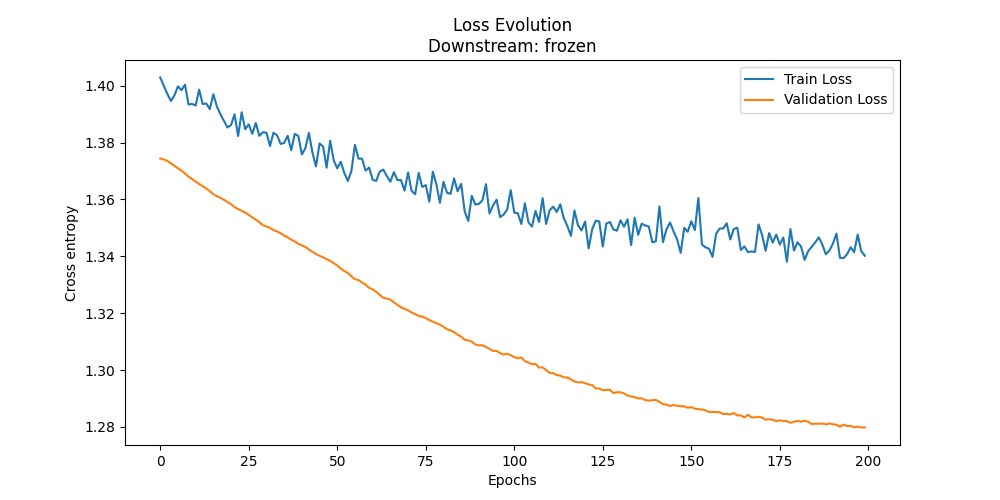 Loss Evolution
Downstream: frozen
Train Loss
Validation Loss
Cross entropy
1.40
1.38
1.36
1.34
1.32
1.30
1.28
0 25 50 75 100 125 150 175 200
Epochs